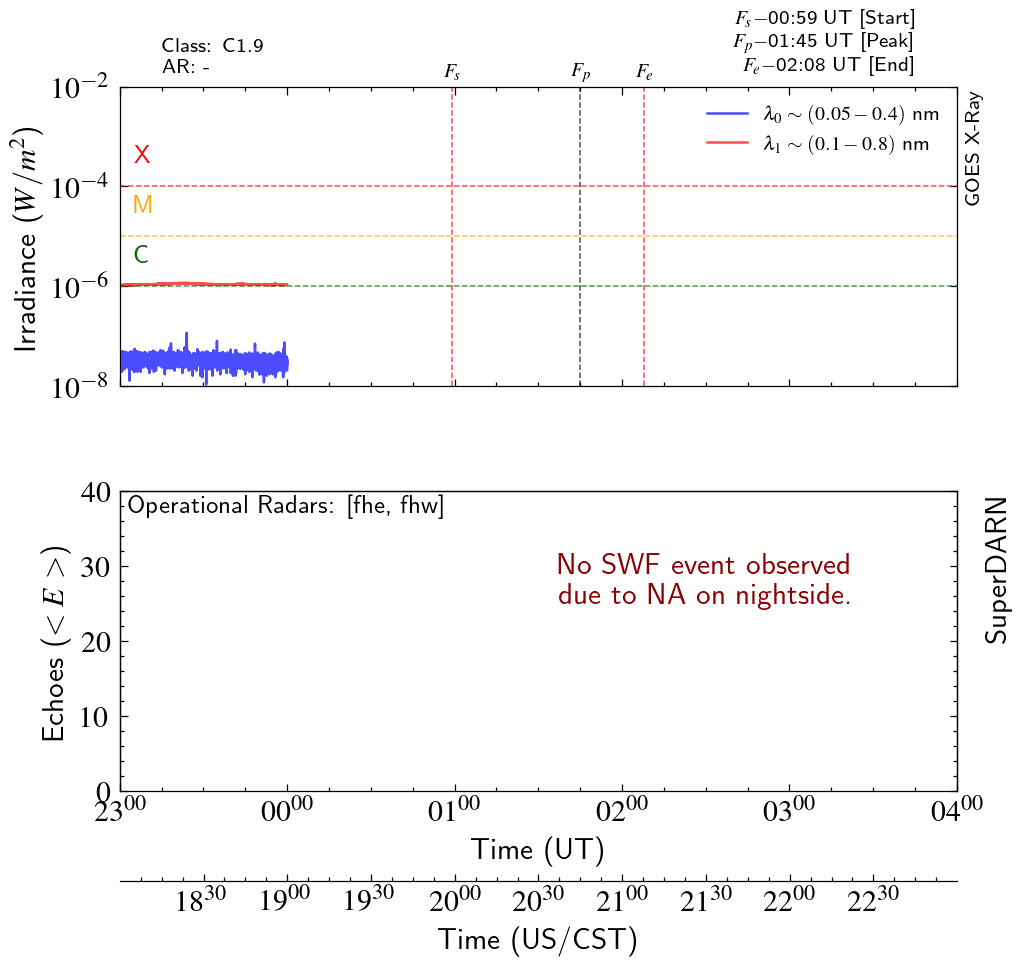 Class: C1.9
AR: -
F_s−00:59 UT [Start]
F_p−01:45 UT [Peak]
F_e−02:08 UT [End]
F_s
F_p
F_e
10^−2
10^−4
10^−6
10^−8
Irradiance (W/m^2)
X
M
C
λ_0 ∼ (0.05 − 0.4) nm
λ_1 ∼ (0.1 − 0.8) nm
GOES X-Ray
40
30
20
10
0
Echoes (< E >)
Operational Radars: [fhe, fhw]
No SWF event observed
due to NA on nightside.
SuperDARN
23^00 00^00 01^00 02^00 03^00 04^00
Time (UT)
18^30 19^00 19^30 20^00 20^30 21^00 21^30 22^00 22^30
Time (US/CST)